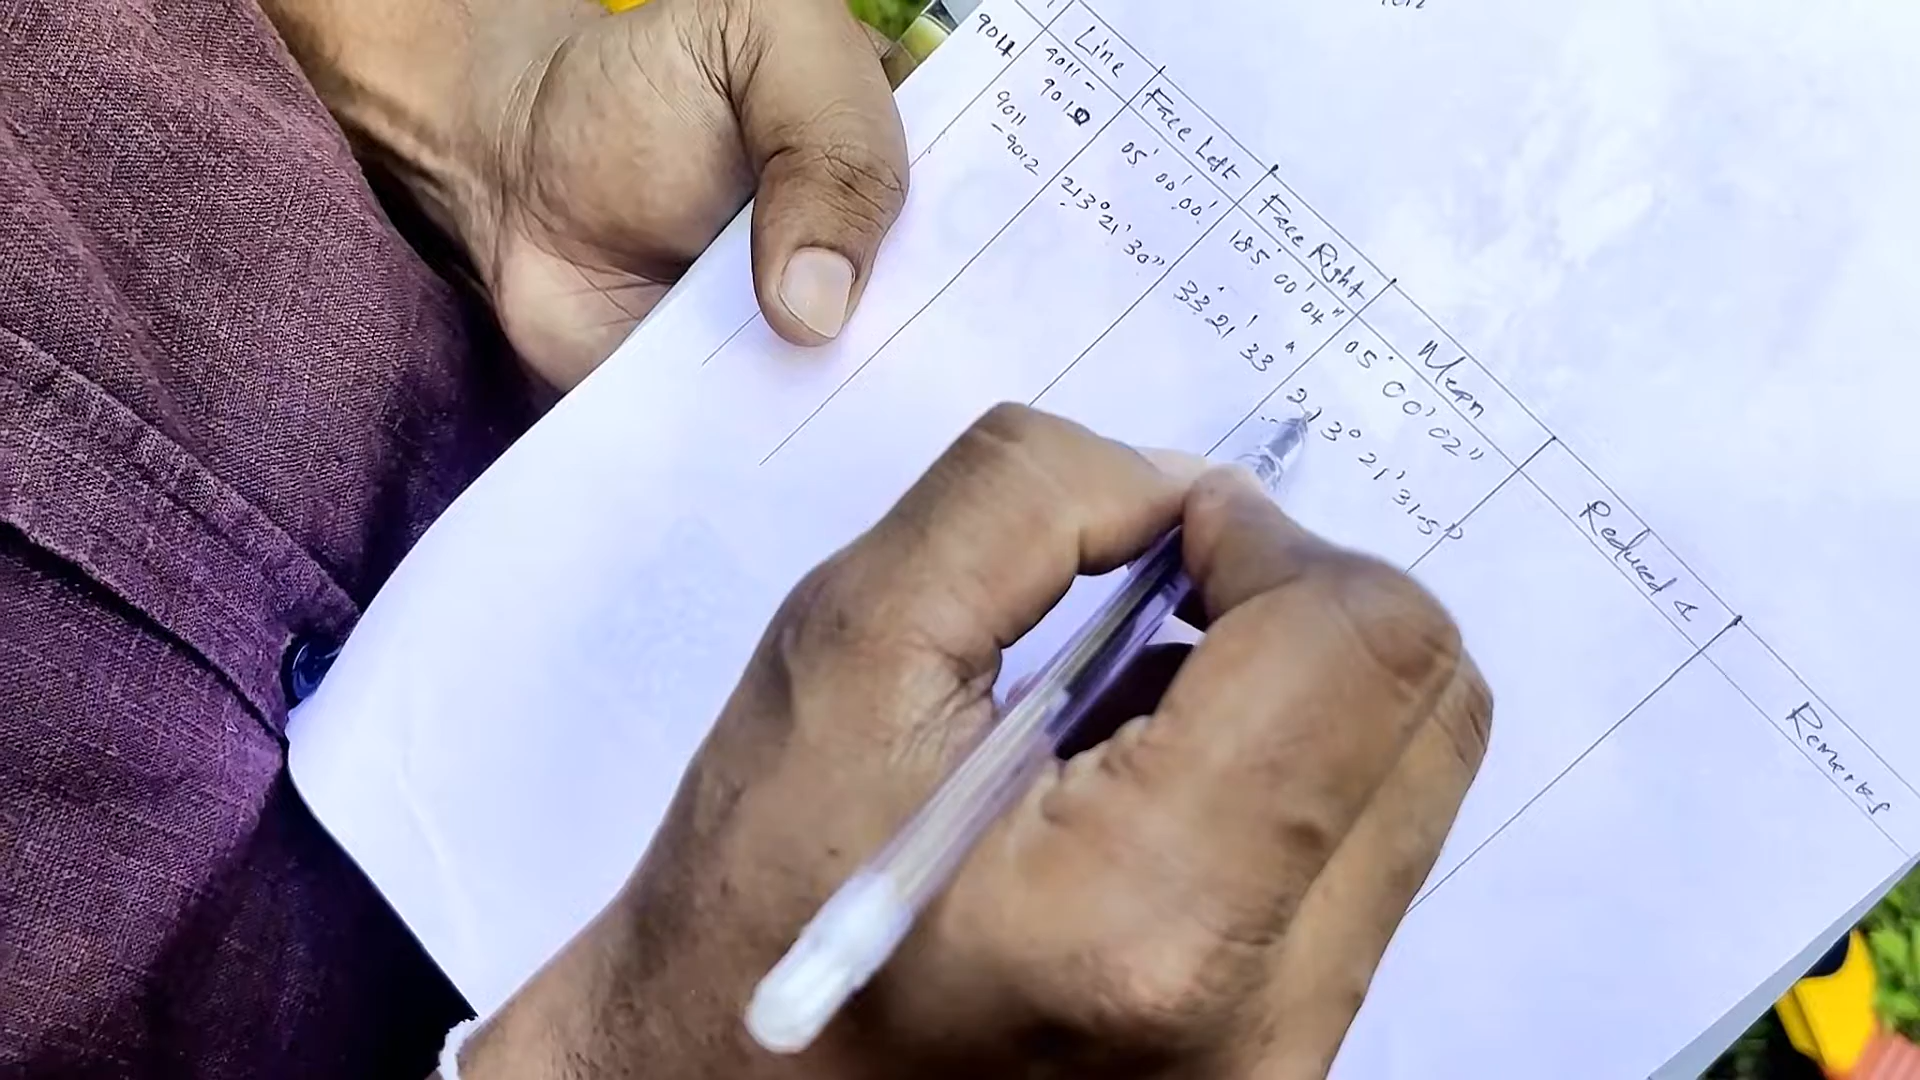 Line Face Left Face Right Mean Reduced ∠ Remarks
9011 9011- 9010 05° 00' 00' 185° 00' 04" 05° 00' 02"
9011 -9012 213° 21' 30" 33° 21' 33" 213° 21' 31.5"